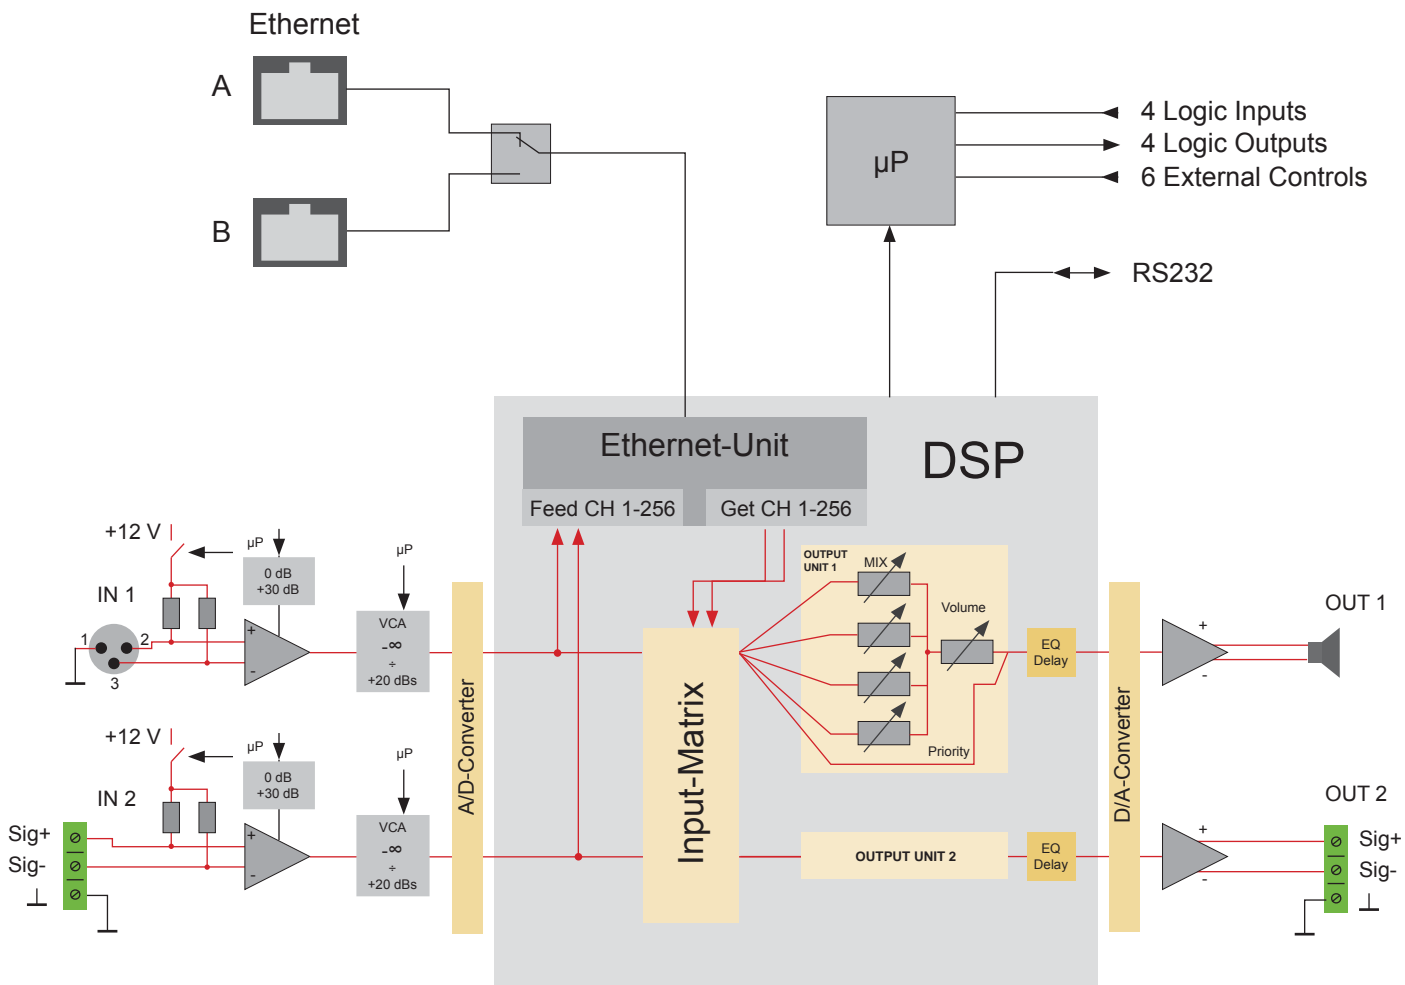 Ethernet
A
B
µP
4 Logic Inputs
4 Logic Outputs
6 External Controls
RS232
DSP
Ethernet-Unit
Feed CH 1-256
Get CH 1-256
+12 V
µP
0 dB
+30 dB
IN 1
1
2
3
+
-
µP
VCA
-∞
÷
+20 dBs
A/D-Converter
Input-Matrix
OUTPUT
UNIT 1
MIX
Volume
Priority
EQ
Delay
D/A-Converter
+
-
OUT 1
+12 V
µP
0 dB
+30 dB
IN 2
Sig+
Sig-
+
-
µP
VCA
-∞
÷
+20 dBs
OUTPUT UNIT 2
EQ
Delay
+
-
OUT 2
Sig+
Sig-